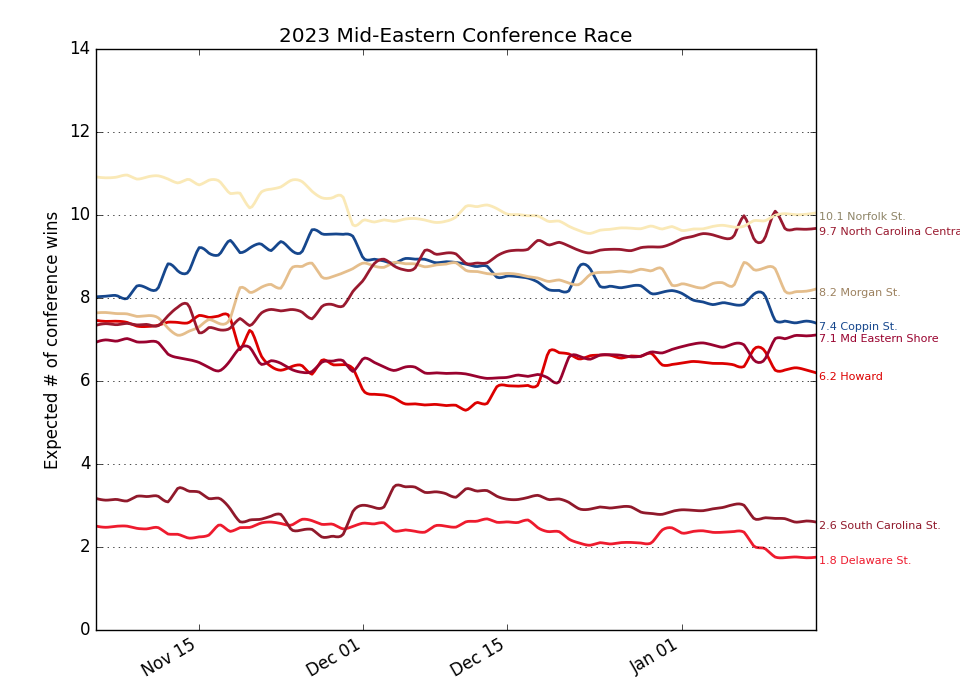 2023 Mid-Eastern Conference Race
Expected # of conference wins
14
12
10
8
6
4
2
0
Nov 15
Dec 01
Dec 15
Jan 01
10.1 Norfolk St.
9.7 North Carolina Centra
8.2 Morgan St.
7.4 Coppin St.
7.1 Md Eastern Shore
6.2 Howard
2.6 South Carolina St.
1.8 Delaware St.